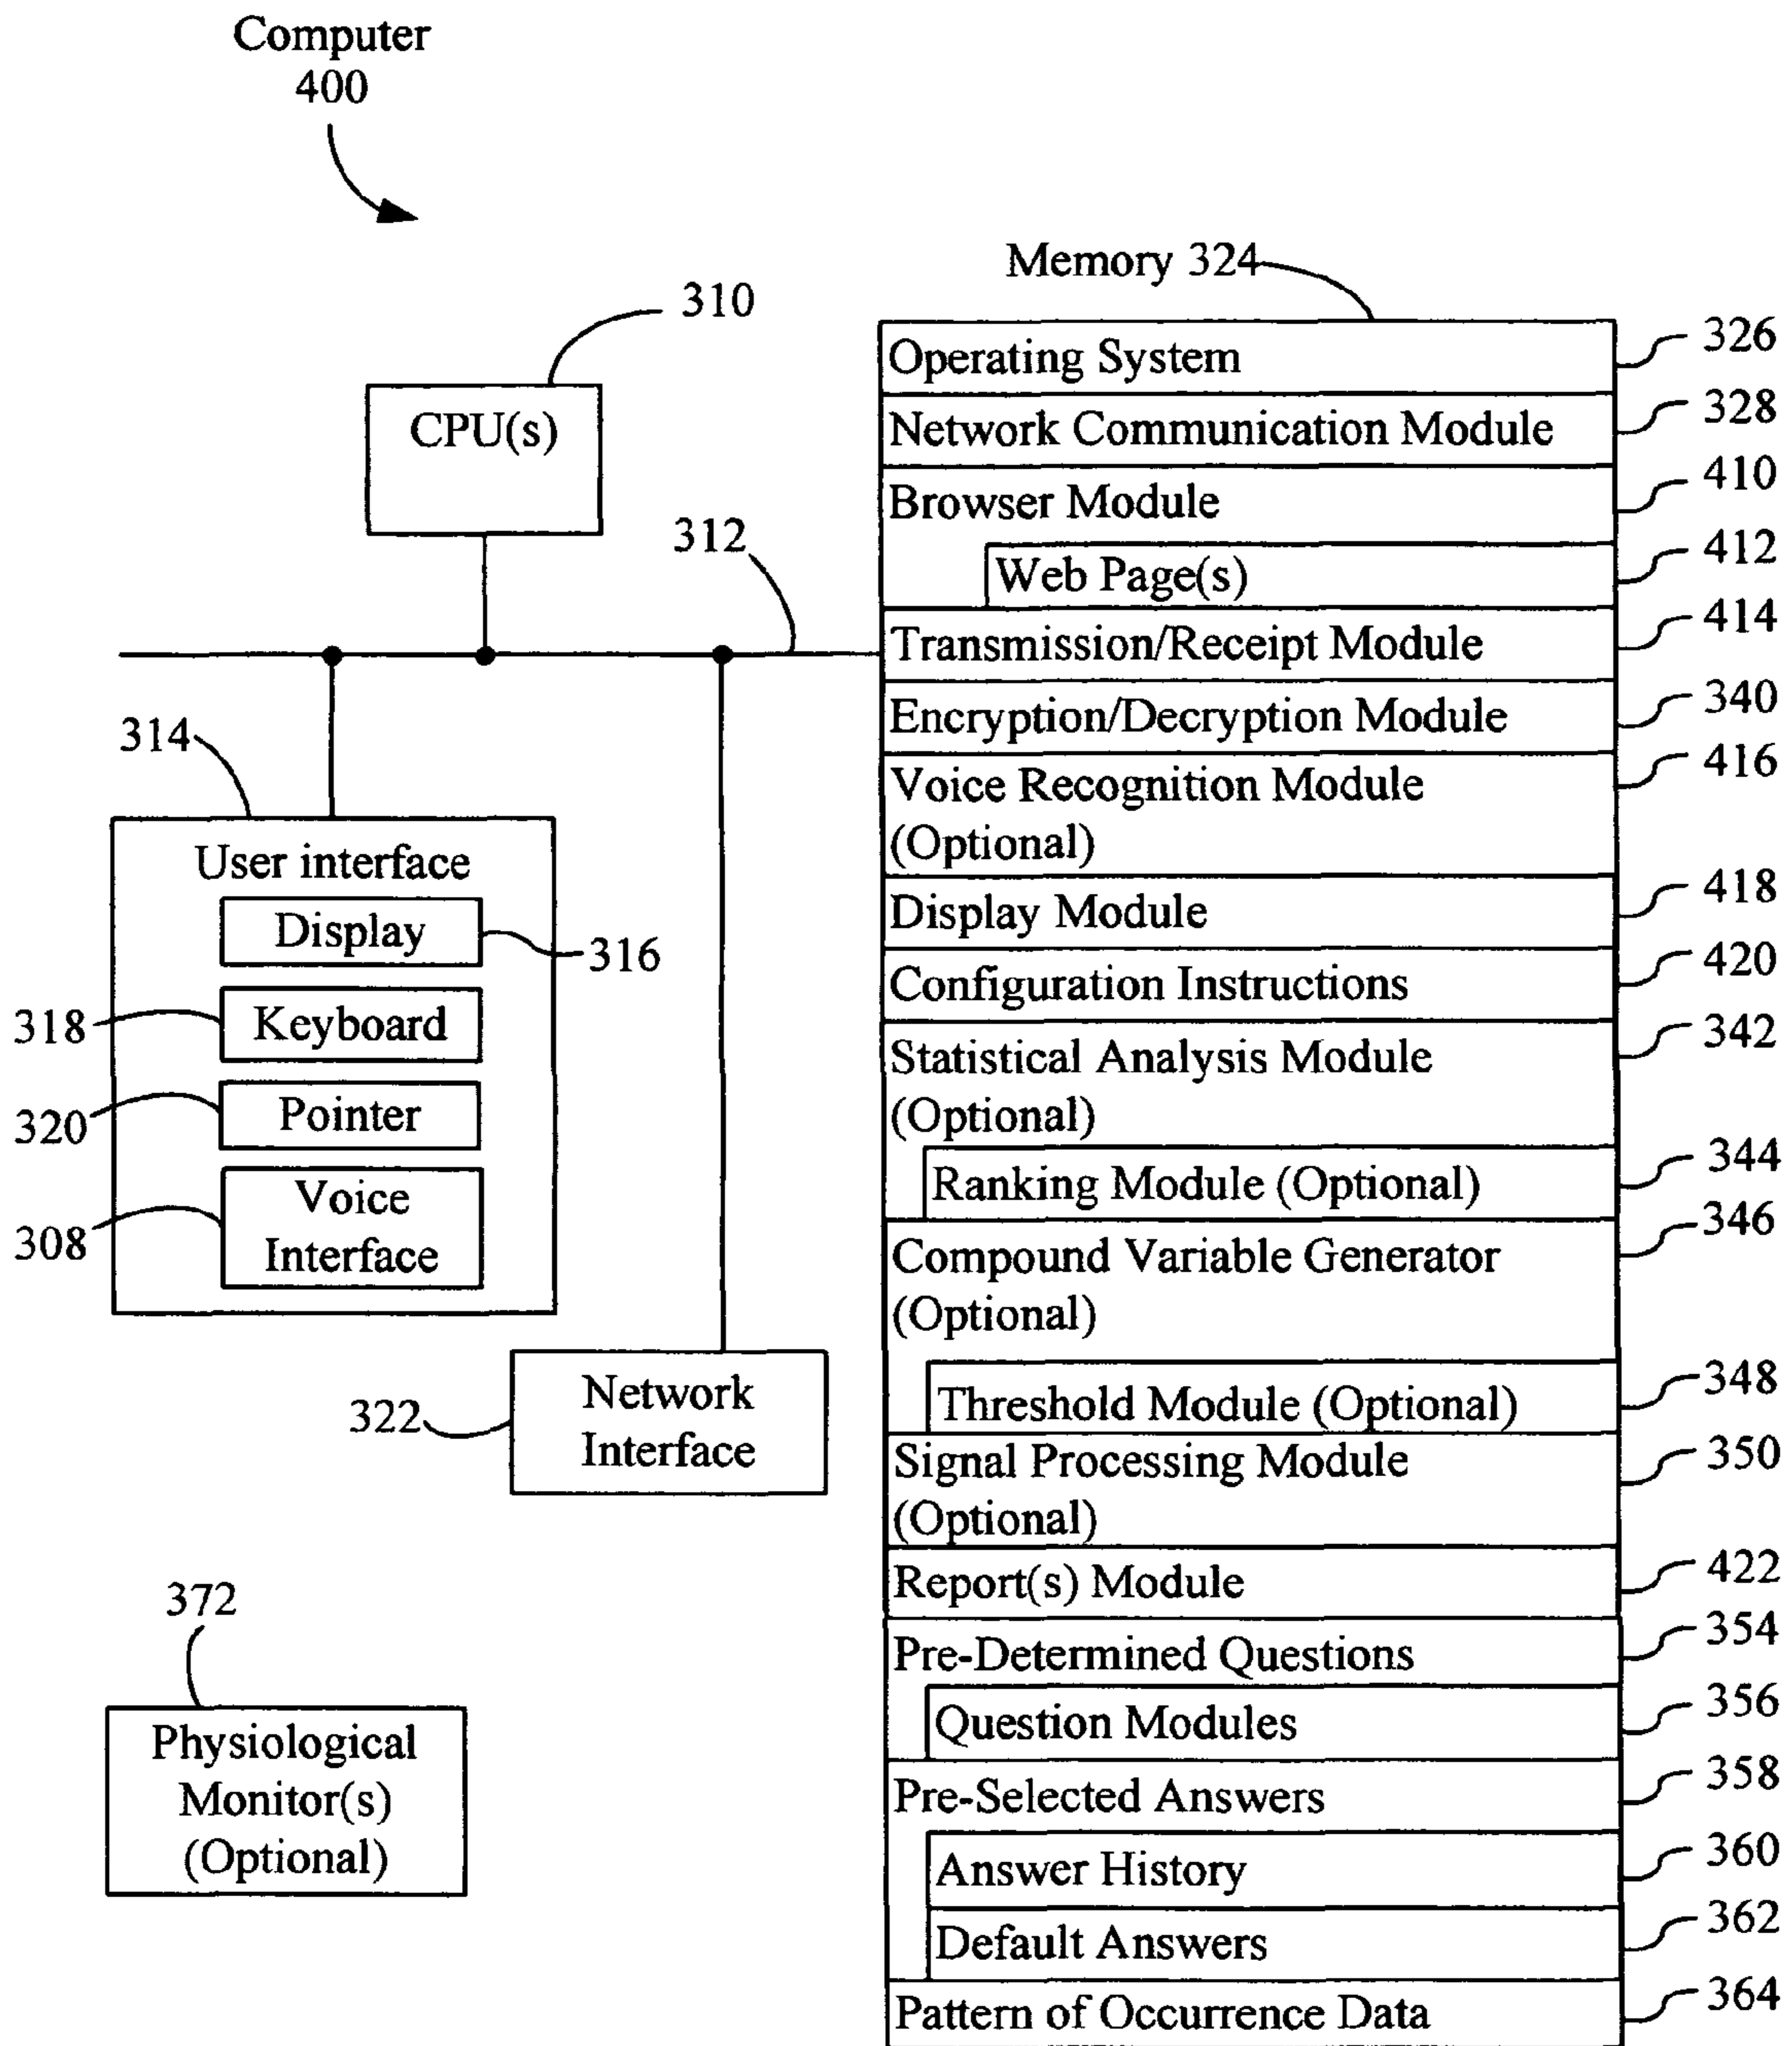 Computer
400
310
CPU(s)
312
314
User interface
Display
316
318
Keyboard
320
Pointer
308
Voice
Interface
322
Network
Interface
372
Physiological
Monitor(s)
(Optional)
Memory 324
Operating System
326
Network Communication Module
328
Browser Module
410
Web Page(s)
412
Transmission/Receipt Module
414
Encryption/Decryption Module
340
Voice Recognition Module
(Optional)
416
Display Module
418
Configuration Instructions
420
Statistical Analysis Module
(Optional)
342
Ranking Module (Optional)
344
Compound Variable Generator
(Optional)
346
Threshold Module (Optional)
348
Signal Processing Module
(Optional)
350
Report(s) Module
422
Pre-Determined Questions
354
Question Modules
356
Pre-Selected Answers
358
Answer History
360
Default Answers
362
Pattern of Occurrence Data
364